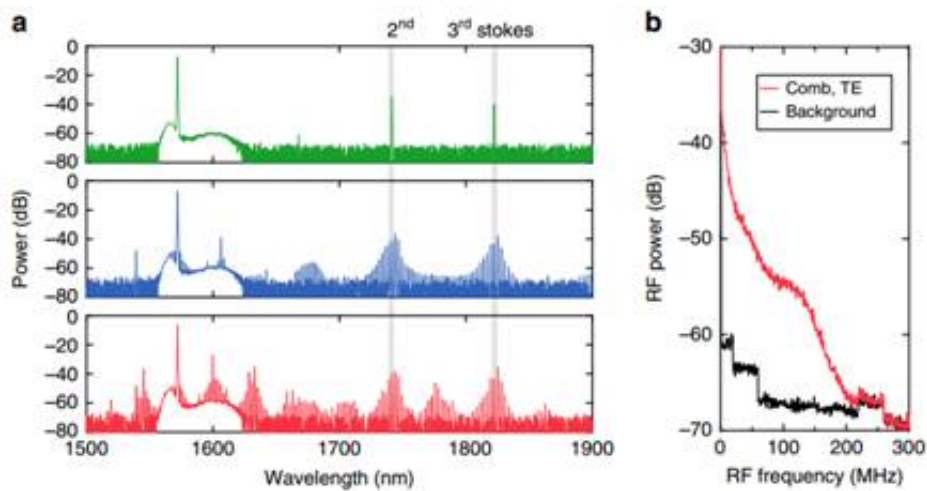 a
2nd
3rd stokes
0
−20
−40
−60
−80
0
−20
−40
−60
−80
0
−20
−40
−60
−80
Power (dB)
1500
1600
1700
1800
1900
Wavelength (nm)
b
−30
−40
−50
−60
−70
RF power (dB)
Comb, TE
Background
0
100
200
300
RF frequency (MHz)